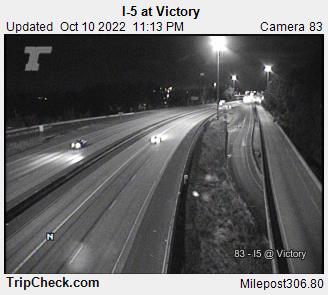 I-5 at Victory
Updated Oct 10 2022 11:13 PM Camera 83
T
N
83 - I5 @ Victory
TripCheck.com Milepost306.80